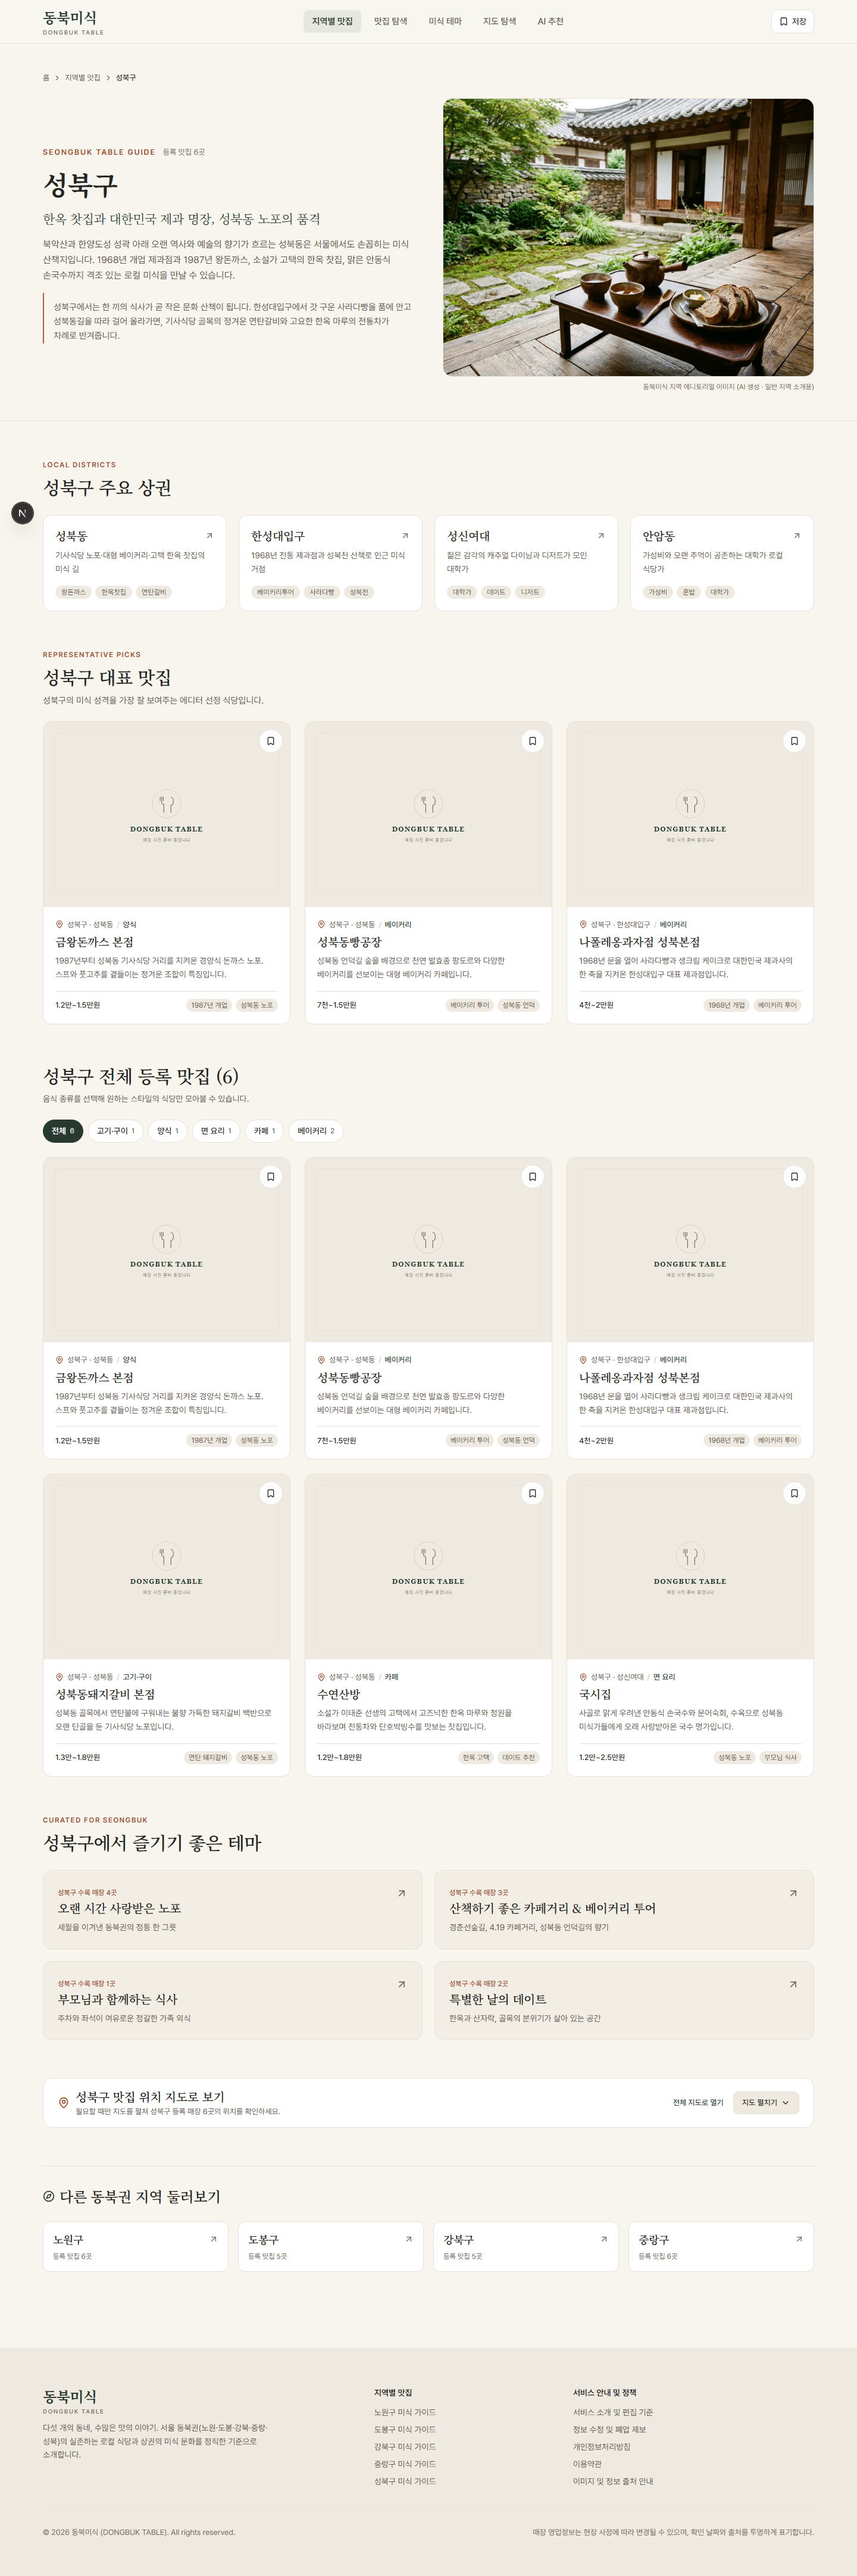 동북미식
DONGBUK TABLE
지역별 맛집
맛집 탐색
미식 테마
지도 탐색
AI 추천
저장
홈 > 지역별 맛집 > 성북구
SEONGBUK TABLE GUIDE 등록 맛집 6곳
성북구
한옥 찻집과 대한민국 제과 명장, 성북동 노포의 품격
북악산과 한양도성 성곽 아래 오랜 역사와 예술의 향기가 흐르는 성북동은 서울에서도 손꼽히는 미식
산책지입니다. 1968년 개업 제과점과 1987년 왕돈까스, 소설가 고택의 한옥 찻집, 맑은 안동식
손국수까지 격조 있는 로컬 미식을 만날 수 있습니다.
성북구에서는 한 끼의 식사가 곧 작은 문화 산책이 됩니다. 한성대입구에서 갓 구운 사라다빵을 품에 안고
성북동길을 따라 걸어 올라가면, 기사식당 골목의 정겨운 연탄갈비와 고요한 한옥 마루의 전통차가
차례로 반겨줍니다.
동북미식 지역 에디토리얼 이미지 (AI 생성 · 일반 지역 소개용)
LOCAL DISTRICTS
성북구 주요 상권
N
성북동
기사식당 노포·대형 베이커리·고택 한옥 찻집의
미식 길
왕돈까스 한옥찻집 연탄갈비
한성대입구
1968년 전통 제과점과 성북천 산책로 인근 미식
거점
베이커리투어 사라다빵 성북천
성신여대
젊은 감각의 캐주얼 다이닝과 디저트가 모인
대학가
대학가 데이트 디저트
안암동
가성비와 오랜 추억이 공존하는 대학가 로컬
식당가
가성비 혼밥 대학가
REPRESENTATIVE PICKS
성북구 대표 맛집
성북구의 미식 성격을 가장 잘 보여주는 에디터 선정 식당입니다.
DONGBUK TABLE
매장 사진 준비 중입니다
성북구 · 성북동 / 양식
금왕돈까스 본점
1987년부터 성북동 기사식당 거리를 지켜온 경양식 돈까스 노포.
스프와 풋고추를 곁들이는 정겨운 조합이 특징입니다.
1.2만~1.5만원 1987년 개업 성북동 노포
DONGBUK TABLE
매장 사진 준비 중입니다
성북구 · 성북동 / 베이커리
성북동빵공장
성북동 언덕길 숲을 배경으로 천연 발효종 팡도르와 다양한
베이커리를 선보이는 대형 베이커리 카페입니다.
7천~1.5만원 베이커리 투어 성북동 언덕
DONGBUK TABLE
매장 사진 준비 중입니다
성북구 · 한성대입구 / 베이커리
나폴레옹과자점 성북본점
1968년 문을 열어 사라다빵과 생크림 케이크로 대한민국 제과사의
한 축을 지켜온 한성대입구 대표 제과점입니다.
4천~2만원 1968년 개업 베이커리 투어
성북구 전체 등록 맛집 (6)
음식 종류를 선택해 원하는 스타일의 식당만 모아볼 수 있습니다.
전체 6 고기·구이 1 양식 1 면 요리 1 카페 1 베이커리 2
DONGBUK TABLE
매장 사진 준비 중입니다
성북구 · 성북동 / 양식
금왕돈까스 본점
1987년부터 성북동 기사식당 거리를 지켜온 경양식 돈까스 노포.
스프와 풋고추를 곁들이는 정겨운 조합이 특징입니다.
1.2만~1.5만원 1987년 개업 성북동 노포
DONGBUK TABLE
매장 사진 준비 중입니다
성북구 · 성북동 / 베이커리
성북동빵공장
성북동 언덕길 숲을 배경으로 천연 발효종 팡도르와 다양한
베이커리를 선보이는 대형 베이커리 카페입니다.
7천~1.5만원 베이커리 투어 성북동 언덕
DONGBUK TABLE
매장 사진 준비 중입니다
성북구 · 한성대입구 / 베이커리
나폴레옹과자점 성북본점
1968년 문을 열어 사라다빵과 생크림 케이크로 대한민국 제과사의
한 축을 지켜온 한성대입구 대표 제과점입니다.
4천~2만원 1968년 개업 베이커리 투어
DONGBUK TABLE
매장 사진 준비 중입니다
성북구 · 성북동 / 고기·구이
성북동돼지갈비 본점
성북동 골목에서 연탄불에 구워내는 불향 가득한 돼지갈비 백반으로
오랜 단골을 둔 기사식당 노포입니다.
1.3만~1.8만원 연탄 돼지갈비 성북동 노포
DONGBUK TABLE
매장 사진 준비 중입니다
성북구 · 성북동 / 카페
수연산방
소설가 이태준 선생의 고택에서 고즈넉한 한옥 마루와 정원을
바라보며 전통차와 단호박빙수를 맛보는 찻집입니다.
1.2만~1.8만원 한옥 고택 데이트 추천
DONGBUK TABLE
매장 사진 준비 중입니다
성북구 · 성신여대 / 면 요리
국시집
사골로 맑게 우려낸 안동식 손국수와 문어숙회, 수육으로 성북동
미식가들에게 오래 사랑받아온 국수 명가입니다.
1.2만~2.5만원 성북동 노포 부모님 식사
CURATED FOR SEONGBUK
성북구에서 즐기기 좋은 테마
성북구 수록 매장 4곳
오랜 시간 사랑받은 노포
세월을 이겨낸 동북권의 정통 한 그릇
성북구 수록 매장 3곳
산책하기 좋은 카페거리 & 베이커리 투어
경춘선숲길, 4.19 카페거리, 성북동 언덕길의 향기
성북구 수록 매장 1곳
부모님과 함께하는 식사
주차와 좌석이 여유로운 정갈한 가족 외식
성북구 수록 매장 2곳
특별한 날의 데이트
한옥과 산자락, 골목의 분위기가 살아 있는 공간
성북구 맛집 위치 지도로 보기
필요할 때만 지도를 펼쳐 성북구 등록 매장 6곳의 위치를 확인하세요.
전체 지도로 열기 지도 펼치기
다른 동북권 지역 둘러보기
노원구
등록 맛집 6곳
도봉구
등록 맛집 5곳
강북구
등록 맛집 5곳
중랑구
등록 맛집 6곳
동북미식
DONGBUK TABLE
다섯 개의 동네, 수많은 맛의 이야기. 서울 동북권(노원·도봉·강북·중랑·
성북)의 실존하는 로컬 식당과 상권의 미식 문화를 정직한 기준으로
소개합니다.
지역별 맛집
노원구 미식 가이드
도봉구 미식 가이드
강북구 미식 가이드
중랑구 미식 가이드
성북구 미식 가이드
서비스 안내 및 정책
서비스 소개 및 편집 기준
정보 수정 및 폐업 제보
개인정보처리방침
이용약관
이미지 및 정보 출처 안내
© 2026 동북미식 (DONGBUK TABLE). All rights reserved.
매장 영업정보는 현장 사정에 따라 변경될 수 있으며, 확인 날짜와 출처를 투명하게 표기합니다.